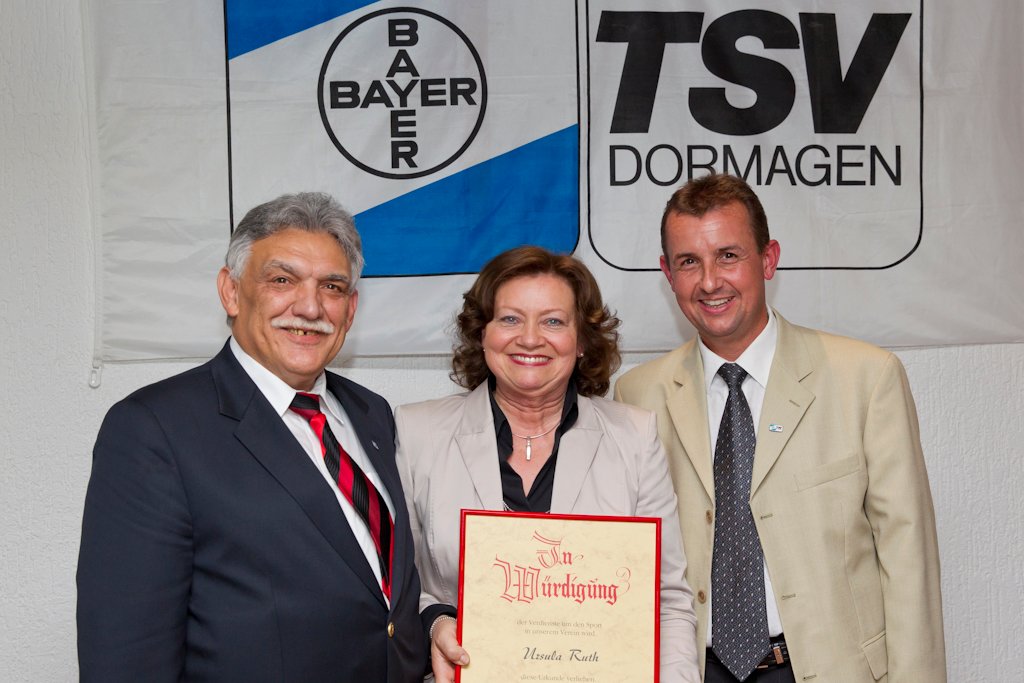 BAYER
BAYER
TSV
DORMAGEN
In
Würdigung
der Verdienste um den Sport
in unserem Verein wird
Ursula Ruth
diese Urkunde verliehen